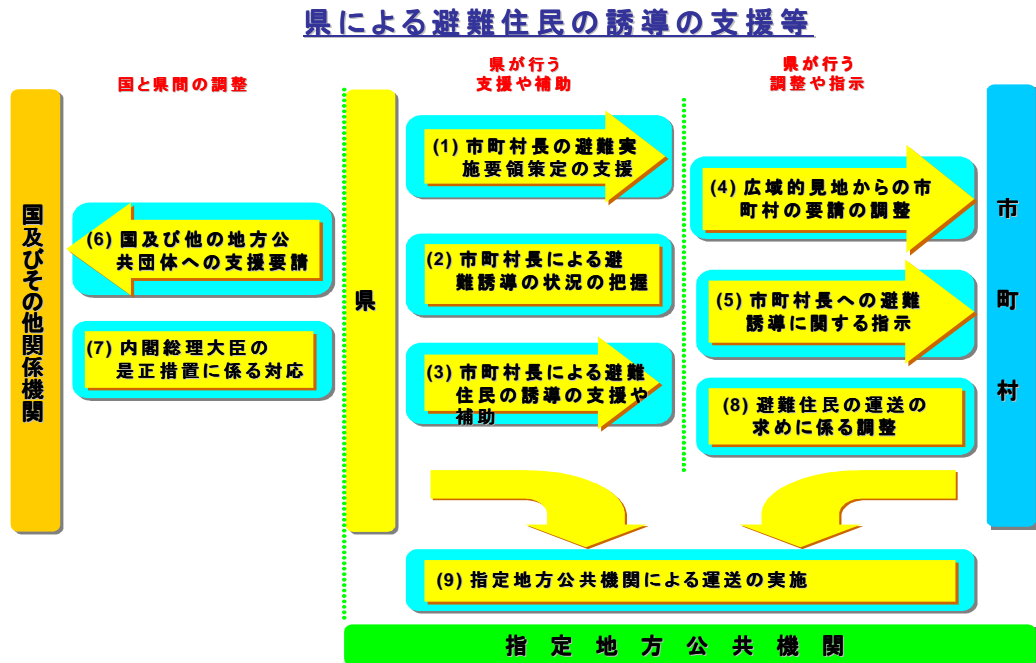 県による避難住民の誘導の支援等
国と県間の調整
県が行う
支援や補助
県が行う
調整や指示
国及びその他関係機関
県
市町村
(1) 市町村長の避難実
施要領策定の支援
(2) 市町村長による避
難誘導の状況の把握
(3) 市町村長による避難
住民の誘導の支援や
補助
(4) 広域的見地からの市
町村の要請の調整
(5) 市町村長への避難
誘導に関する指示
(6) 国及び他の地方公
共団体への支援要請
(7) 内閣総理大臣の
是正措置に係る対応
(8) 避難住民の運送の
求めに係る調整
(9) 指定地方公共機関による運送の実施
指定地方公共機関